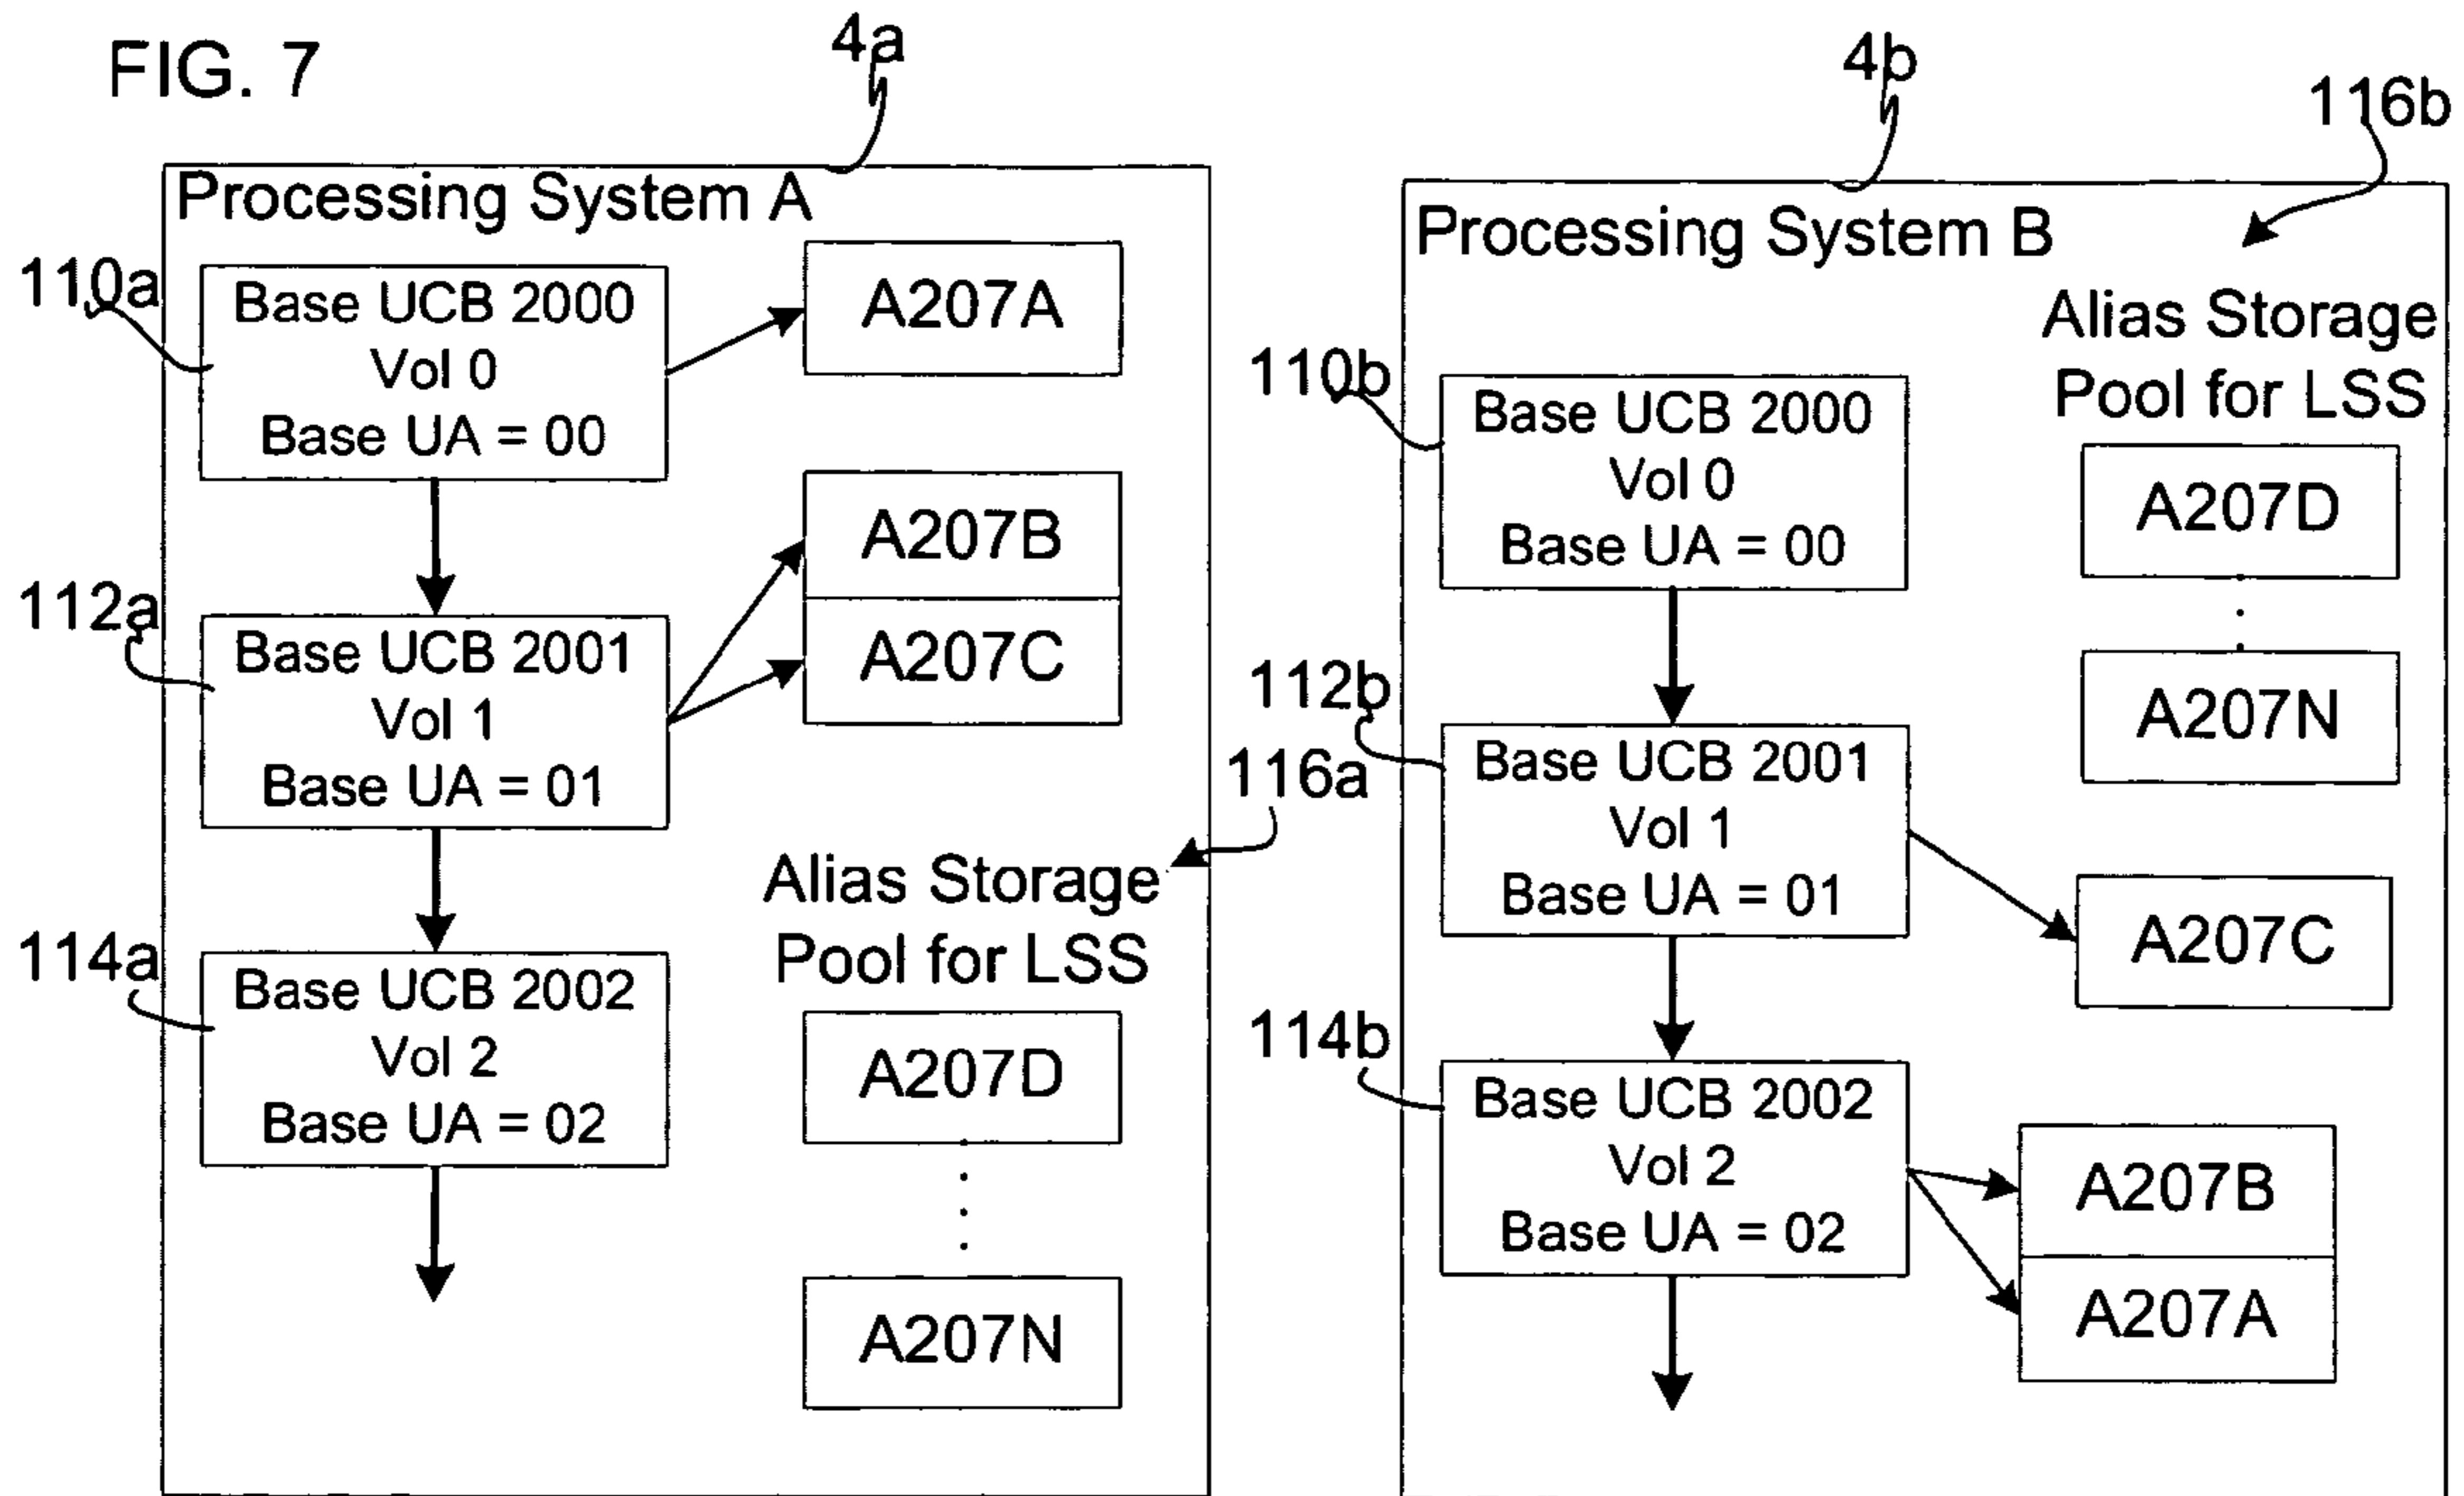 FIG. 7
4a
Processing System A
110a
Base UCB 2000
Vol 0
Base UA = 00
A207A
112a
Base UCB 2001
Vol 1
Base UA = 01
A207B
A207C
114a
Base UCB 2002
Vol 2
Base UA = 02
116a
Alias Storage
Pool for LSS
A207D
A207N
4b
116b
Processing System B
Alias Storage
Pool for LSS
A207D
A207N
110b
Base UCB 2000
Vol 0
Base UA = 00
112b
Base UCB 2001
Vol 1
Base UA = 01
A207C
114b
Base UCB 2002
Vol 2
Base UA = 02
A207B
A207A